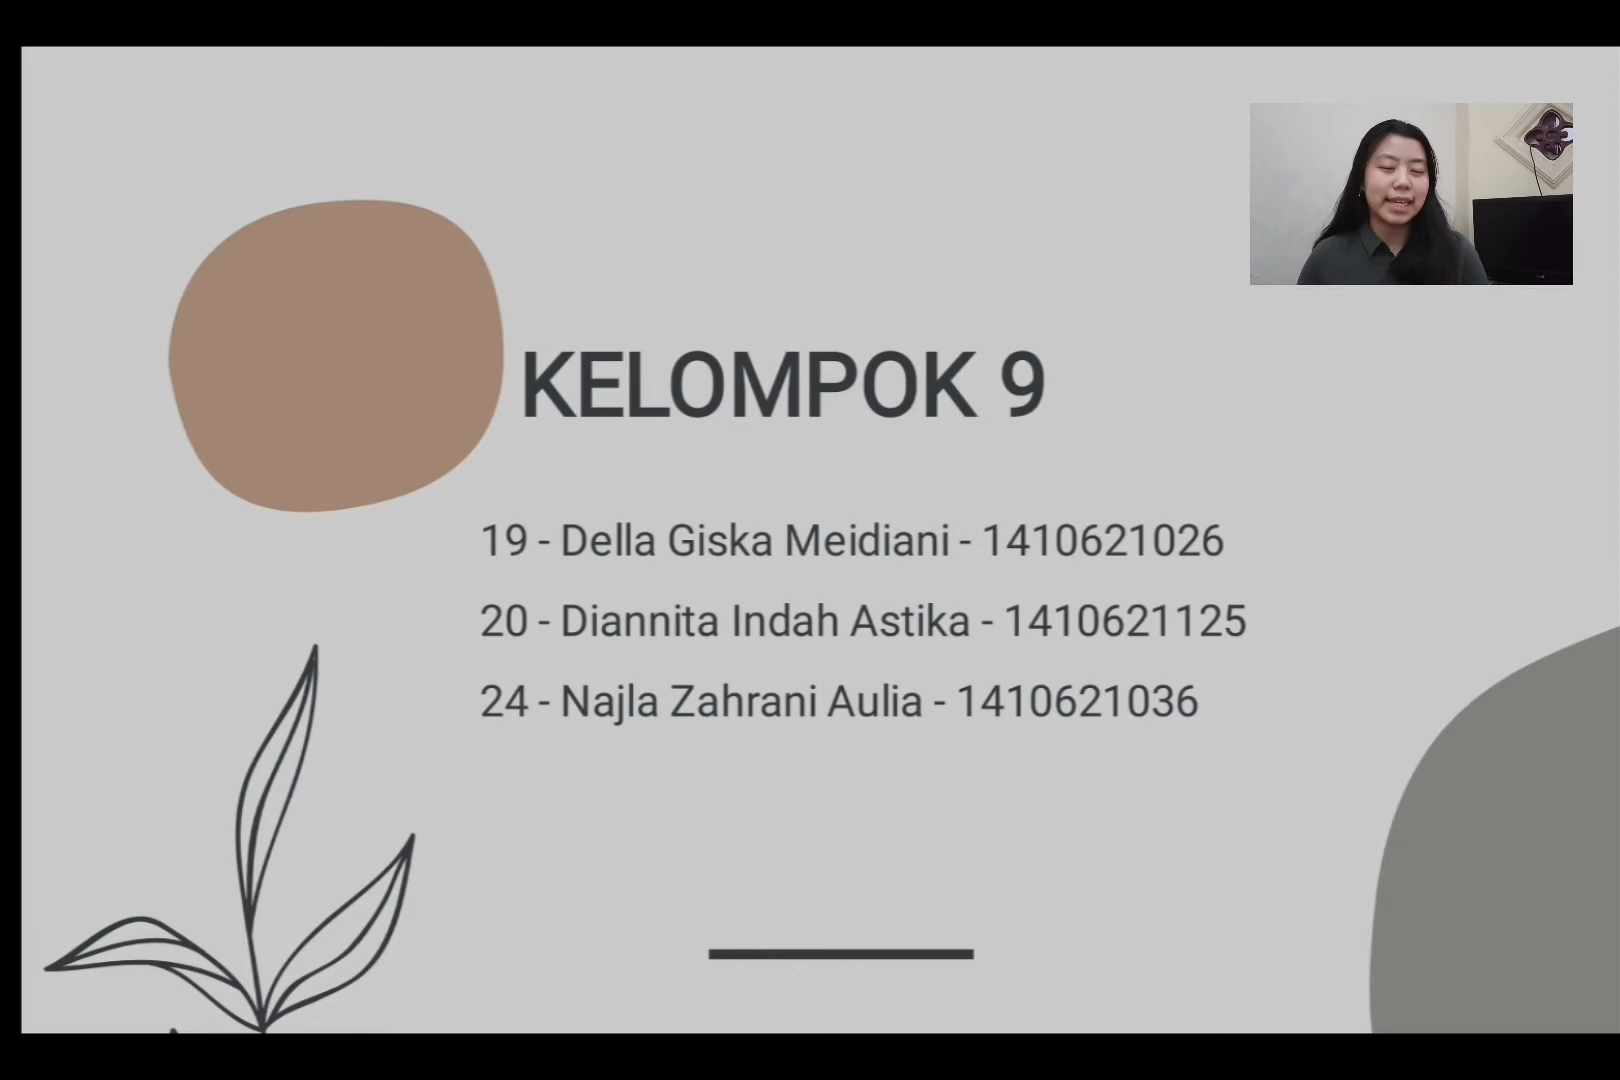 KELOMPOK 9
19 - Della Giska Meidiani - 1410621026
20 - Diannita Indah Astika - 1410621125
24 - Najla Zahrani Aulia - 1410621036